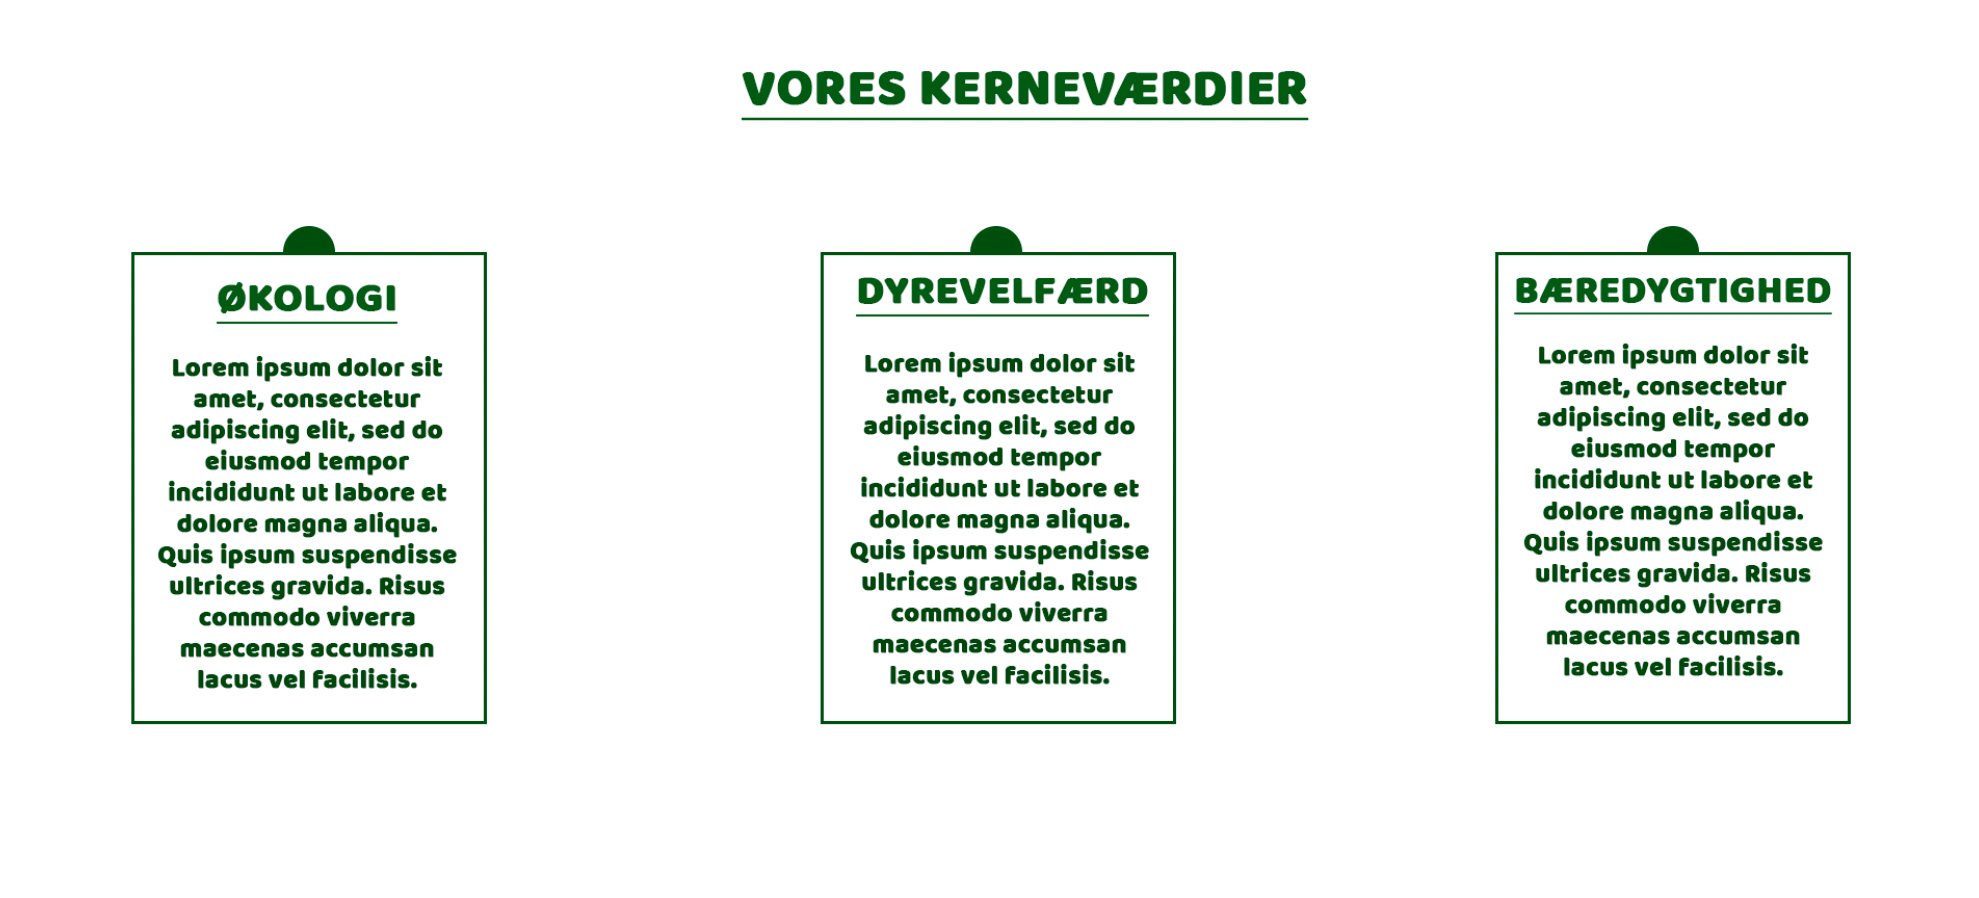 VORES KERNEVÆRDIER
ØKOLOGI
Lorem ipsum dolor sit
amet, consectetur
adipiscing elit, sed do
eiusmod tempor
incididunt ut labore et
dolore magna aliqua.
Quis ipsum suspendisse
ultrices gravida. Risus
commodo viverra
maecenas accumsan
lacus vel facilisis.
DYREVELFÆRD
Lorem ipsum dolor sit
amet, consectetur
adipiscing elit, sed do
eiusmod tempor
incididunt ut labore et
dolore magna aliqua.
Quis ipsum suspendisse
ultrices gravida. Risus
commodo viverra
maecenas accumsan
lacus vel facilisis.
BÆREDYGTIGHED
Lorem ipsum dolor sit
amet, consectetur
adipiscing elit, sed do
eiusmod tempor
incididunt ut labore et
dolore magna aliqua.
Quis ipsum suspendisse
ultrices gravida. Risus
commodo viverra
maecenas accumsan
lacus vel facilisis.